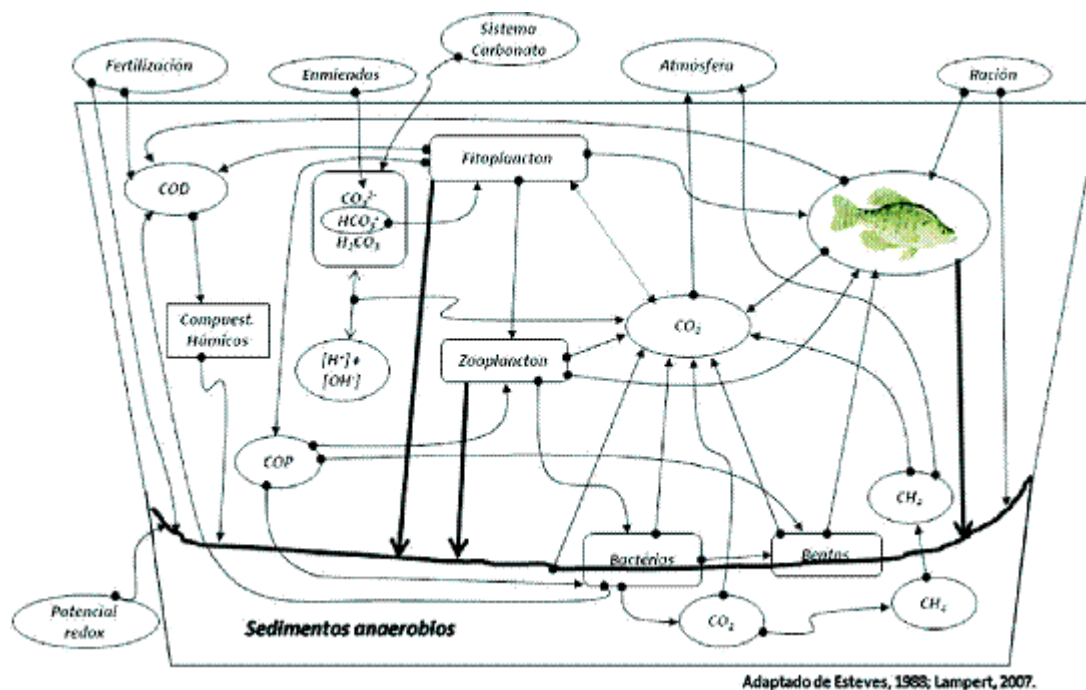 Sistema
Carbonato
Fertilización
Enmiendas
Atmósfera
Ración
Fitoplancton
COD
CO₃²⁻
HCO₃⁻
H₂CO₃
Compuest.
Húmicos
[H⁺] +
[OH⁻]
CO₂
Zooplancton
COP
CH₄
Bactérias
Bentos
CH₄
CO₂
Potencial
redox
Sedimentos anaerobios
Adaptado de Esteves, 1988; Lampert, 2007.